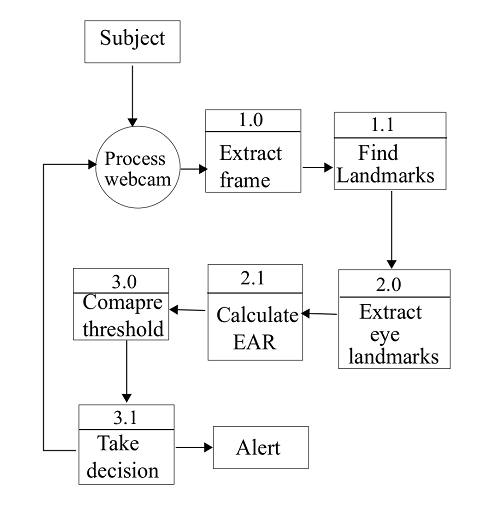 Subject
Process
webcam
1.0
Extract
frame
1.1
Find
Landmarks
2.0
Extract
eye
landmarks
2.1
Calculate
EAR
3.0
Comapre
threshold
3.1
Take
decision
Alert